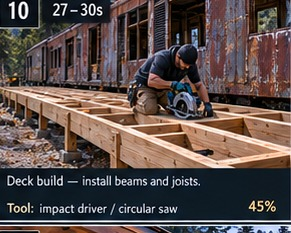 10 27–30s
Deck build — install beams and joists.
Tool: impact driver / circular saw 45%